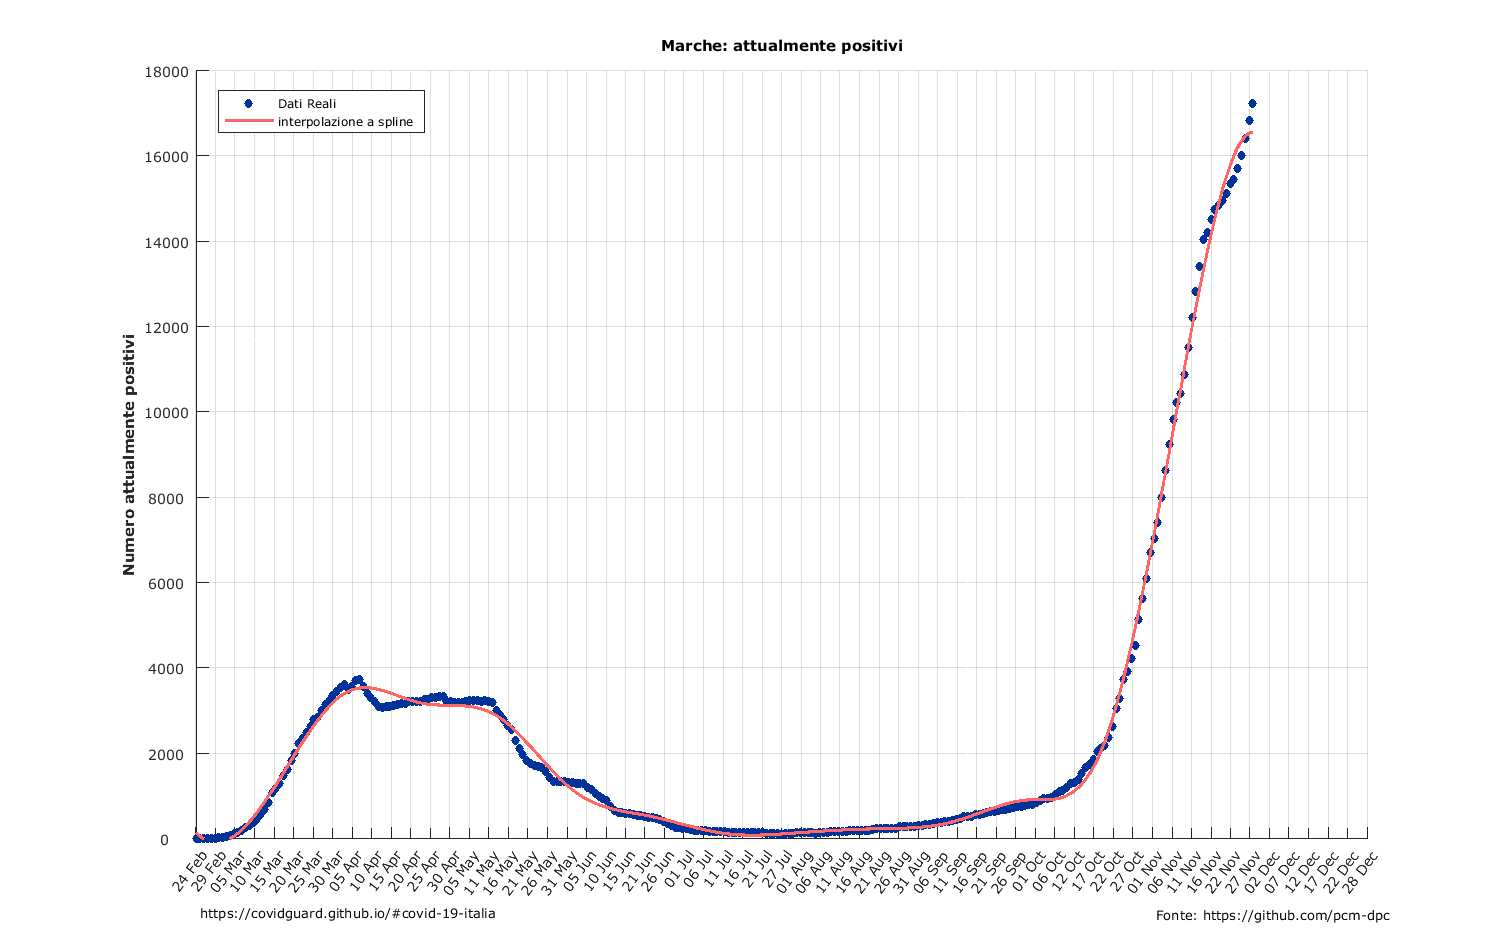 Marche: attualmente positivi
18000
16000
14000
12000
10000
8000
6000
4000
2000
0
Numero attualmente positivi
Dati Reali
interpolazione a spline
24 Feb
29 Feb
05 Mar
10 Mar
15 Mar
20 Mar
25 Mar
30 Mar
05 Apr
10 Apr
15 Apr
20 Apr
25 Apr
30 Apr
05 May
11 May
16 May
21 May
26 May
31 May
05 Jun
10 Jun
15 Jun
21 Jun
26 Jun
01 Jul
06 Jul
11 Jul
16 Jul
21 Jul
27 Jul
01 Aug
06 Aug
11 Aug
16 Aug
21 Aug
26 Aug
31 Aug
06 Sep
11 Sep
16 Sep
21 Sep
26 Sep
01 Oct
06 Oct
12 Oct
17 Oct
22 Oct
27 Oct
01 Nov
06 Nov
11 Nov
16 Nov
22 Nov
27 Nov
02 Dec
07 Dec
12 Dec
17 Dec
22 Dec
28 Dec
https://covidguard.github.io/#covid-19-italia
Fonte: https://github.com/pcm-dpc